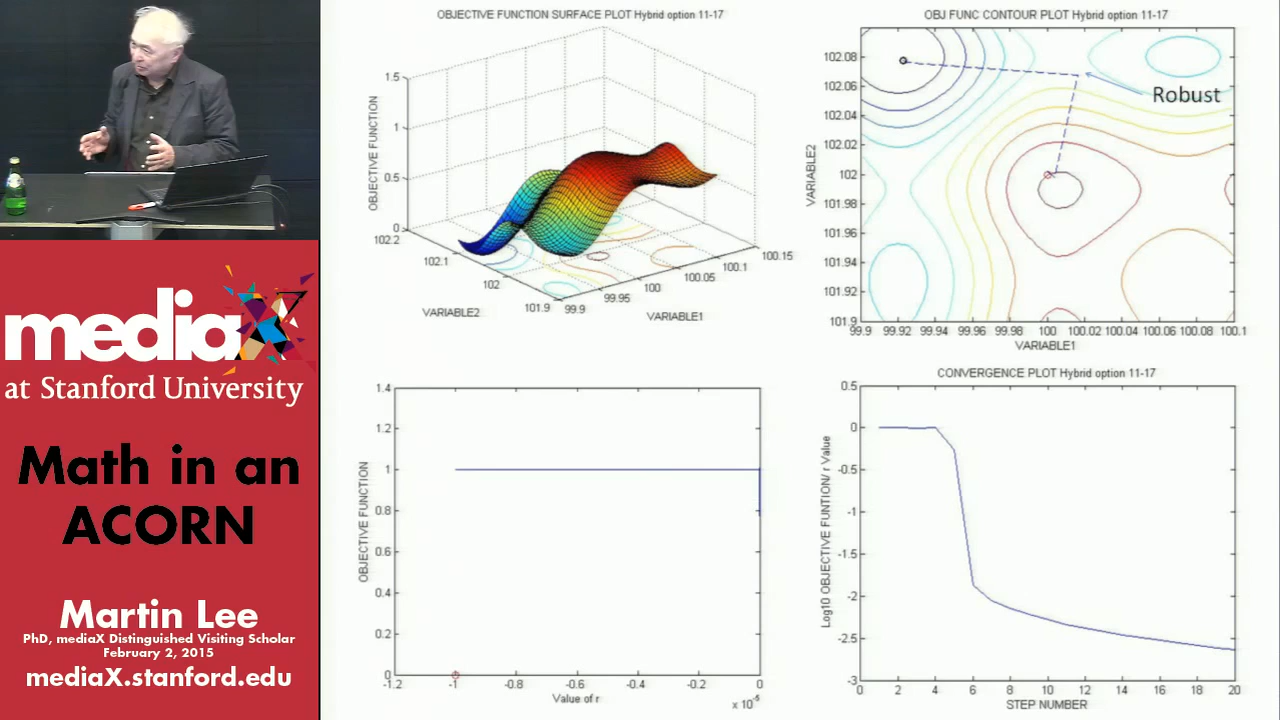 mediaX
at Stanford University
Math in an
ACORN
Martin Lee
PhD, mediaX Distinguished Visiting Scholar
February 2, 2015
mediaX.stanford.edu
OBJECTIVE FUNCTION SURFACE PLOT Hybrid option 11-17
OBJECTIVE FUNCTION
1.5
1
0.5
0
102.2
102.1
102
101.9
VARIABLE2
99.9
99.95
100
100.05
100.1
100.15
VARIABLE1
OBJ FUNC CONTOUR PLOT Hybrid option 11-17
Robust
VARIABLE2
102.08
102.06
102.04
102.02
102
101.98
101.96
101.94
101.92
101.9
99.9 99.92 99.94 99.96 99.98 100 100.02 100.04 100.06 100.08 100.1
VARIABLE1
OBJECTIVE FUNCTION
1.4
1.2
1
0.8
0.6
0.4
0.2
0
-1.2 -1 -0.8 -0.6 -0.4 -0.2 0
Value of r
x 10⁻⁵
CONVERGENCE PLOT Hybrid option 11-17
Log10 OBJECTIVE FUNTION/ r Value
0.5
0
-0.5
-1
-1.5
-2
-2.5
-3
0 2 4 6 8 10 12 14 16 18 20
STEP NUMBER